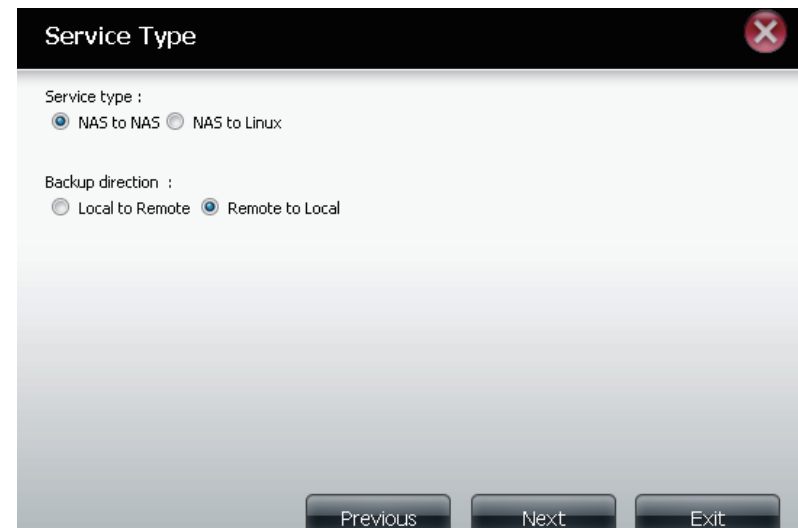 Service Type
Service type :
NAS to NAS NAS to Linux
Backup direction :
Local to Remote Remote to Local
Previous Next Exit